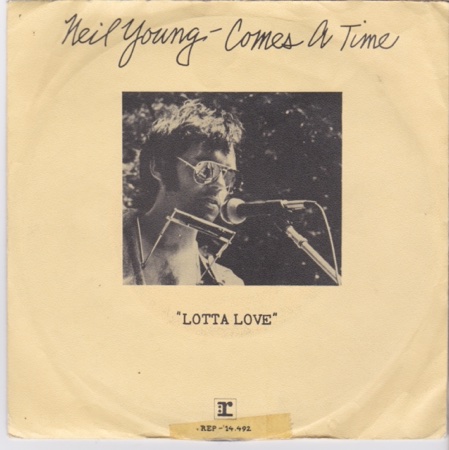 Neil Young - Comes A Time
"LOTTA LOVE"
r
REP - 14.492